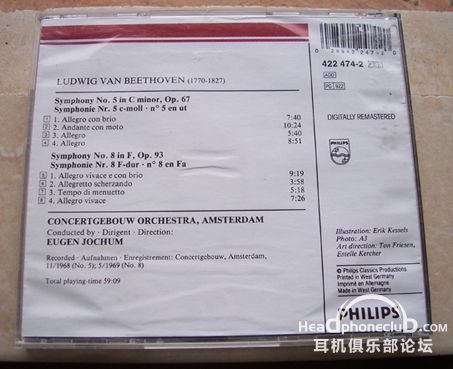 LUDWIG VAN BEETHOVEN (1770-1827)
Symphony No. 5 in C minor, Op. 67
Symphonie Nr. 5 c-moll · n° 5 en ut
1. Allegro con brio 7:40
2. Andante con moto 10:24
3. Allegro 5:40
4. Allegro 8:51
Symphony No. 8 in F, Op. 93
Symphonie Nr. 8 F-dur · n° 8 en Fa
1. Allegro vivace e con brio 9:19
2. Allegretto scherzando 3:58
3. Tempo di menuetto 5:18
4. Allegro vivace 7:26
CONCERTGEBOUW ORCHESTRA, AMSTERDAM
Conducted by · Dirigent · Direction:
EUGEN JOCHUM
Recorded · Aufnahmen · Enregistrement: Concertgebouw, Amsterdam,
11/1968 (No. 5); 5/1969 (No. 8)
Total playing-time 59:09
422 474-2
ADD
PG 922
DIGITALLY REMASTERED
PHILIPS
Illustration: Erik Kessels
Photo: A3
Art direction: Ton Friesen,
Estelle Kercher
℗ Philips Classics Productions
Printed in West Germany
Imprimé en Allemagne
Made in West Germany
PHILIPS
Headphoneclub.com
耳机俱乐部论坛